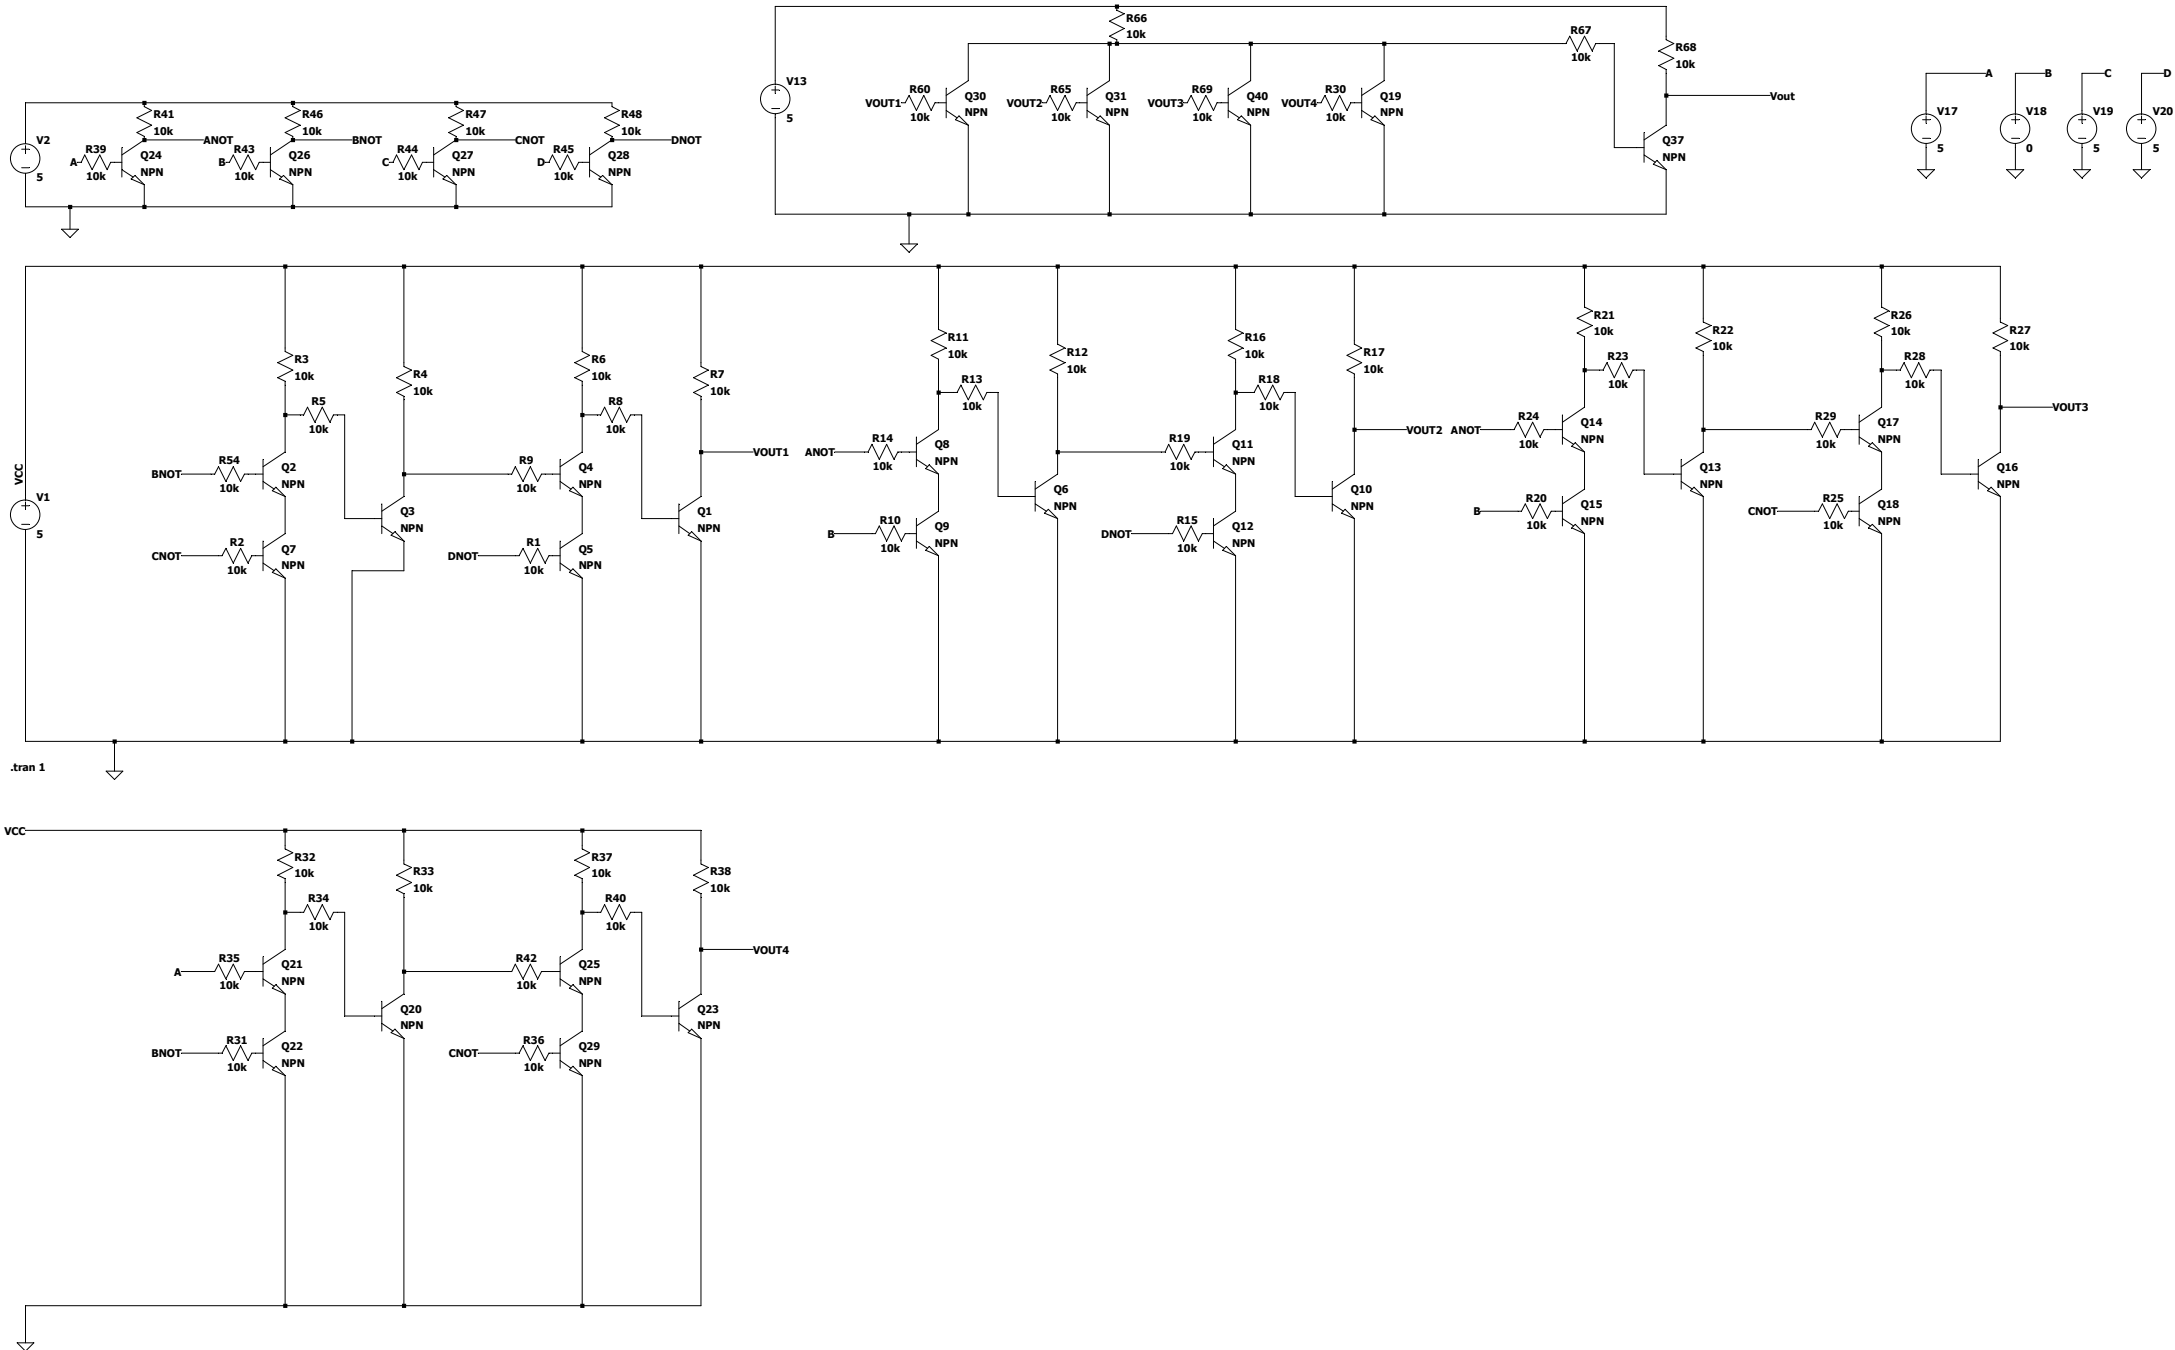 R66
10k
R67
10k
R68
10k
V13
5
VOUT1
R60
10k
Q30
NPN
VOUT2
R65
10k
Q31
NPN
VOUT3
R69
10k
Q40
NPN
VOUT4
R30
10k
Q19
NPN
Vout
Q37
NPN
A
V17
5
B
V18
0
C
V19
5
D
V20
5
V2
5
R41
10k
ANOT
A
R39
10k
Q24
NPN
R46
10k
BNOT
B
R43
10k
Q26
NPN
R47
10k
CNOT
C
R44
10k
Q27
NPN
R48
10k
DNOT
D
R45
10k
Q28
NPN
VCC
V1
5
R3
10k
R5
10k
BNOT
R54
10k
Q2
NPN
CNOT
R2
10k
Q7
NPN
R4
10k
Q3
NPN
R6
10k
R8
10k
R9
10k
Q4
NPN
DNOT
R1
10k
Q5
NPN
R7
10k
VOUT1
Q1
NPN
R11
10k
R13
10k
ANOT
R14
10k
Q8
NPN
B
R10
10k
Q9
NPN
R12
10k
Q6
NPN
R16
10k
R18
10k
R19
10k
Q11
NPN
DNOT
R15
10k
Q12
NPN
R17
10k
VOUT2
Q10
NPN
R21
10k
R23
10k
ANOT
R24
10k
Q14
NPN
B
R20
10k
Q15
NPN
R22
10k
Q13
NPN
R26
10k
R28
10k
R29
10k
Q17
NPN
CNOT
R25
10k
Q18
NPN
R27
10k
VOUT3
Q16
NPN
.tran 1
VCC
R32
10k
R34
10k
A
R35
10k
Q21
NPN
BNOT
R31
10k
Q22
NPN
R33
10k
Q20
NPN
R37
10k
R40
10k
R42
10k
Q25
NPN
CNOT
R36
10k
Q29
NPN
R38
10k
VOUT4
Q23
NPN